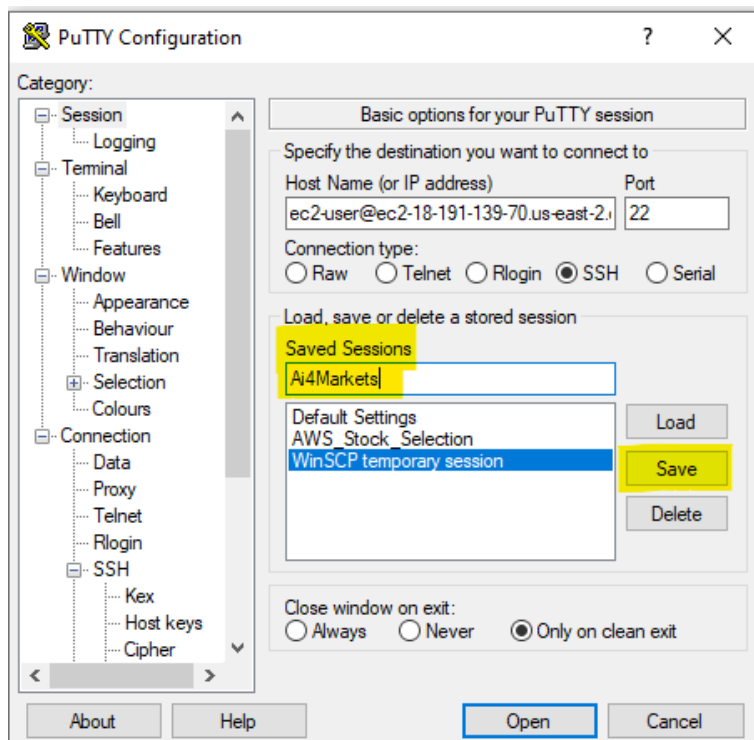 PuTTY Configuration
Category:
Session
Logging
Terminal
Keyboard
Bell
Features
Window
Appearance
Behaviour
Translation
Selection
Colours
Connection
Data
Proxy
Telnet
Rlogin
SSH
Kex
Host keys
Cipher
Basic options for your PuTTY session
Specify the destination you want to connect to
Host Name (or IP address) Port
ec2-user@ec2-18-191-139-70.us-east-2. 22
Connection type:
Raw Telnet Rlogin SSH Serial
Load, save or delete a stored session
Saved Sessions
Ai4Markets
Default Settings
AWS_Stock_Selection
WinSCP temporary session
Load
Save
Delete
Close window on exit:
Always Never Only on clean exit
About Help Open Cancel